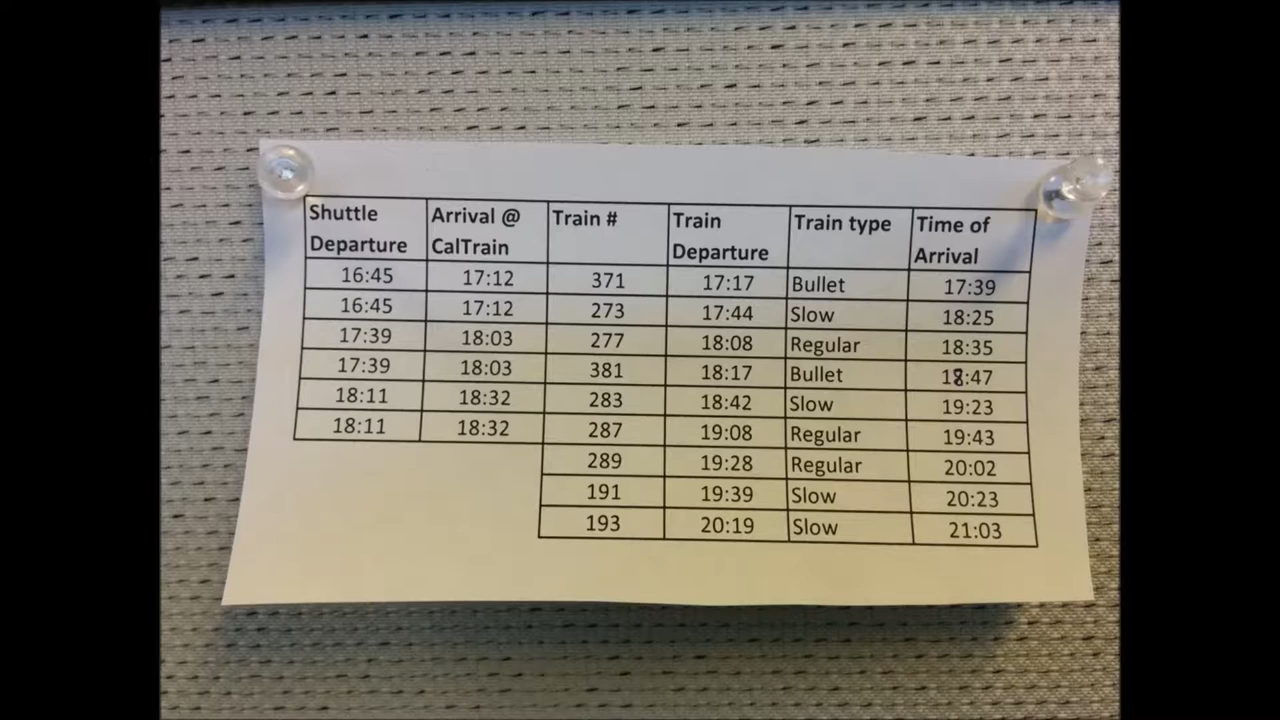 Shuttle Departure Arrival @ CalTrain Train # Train Departure Train type Time of Arrival
16:45 17:12 371 17:17 Bullet 17:39
16:45 17:12 273 17:44 Slow 18:25
17:39 18:03 277 18:08 Regular 18:35
17:39 18:03 381 18:17 Bullet 18:47
18:11 18:32 283 18:42 Slow 19:23
18:11 18:32 287 19:08 Regular 19:43
289 19:28 Regular 20:02
191 19:39 Slow 20:23
193 20:19 Slow 21:03